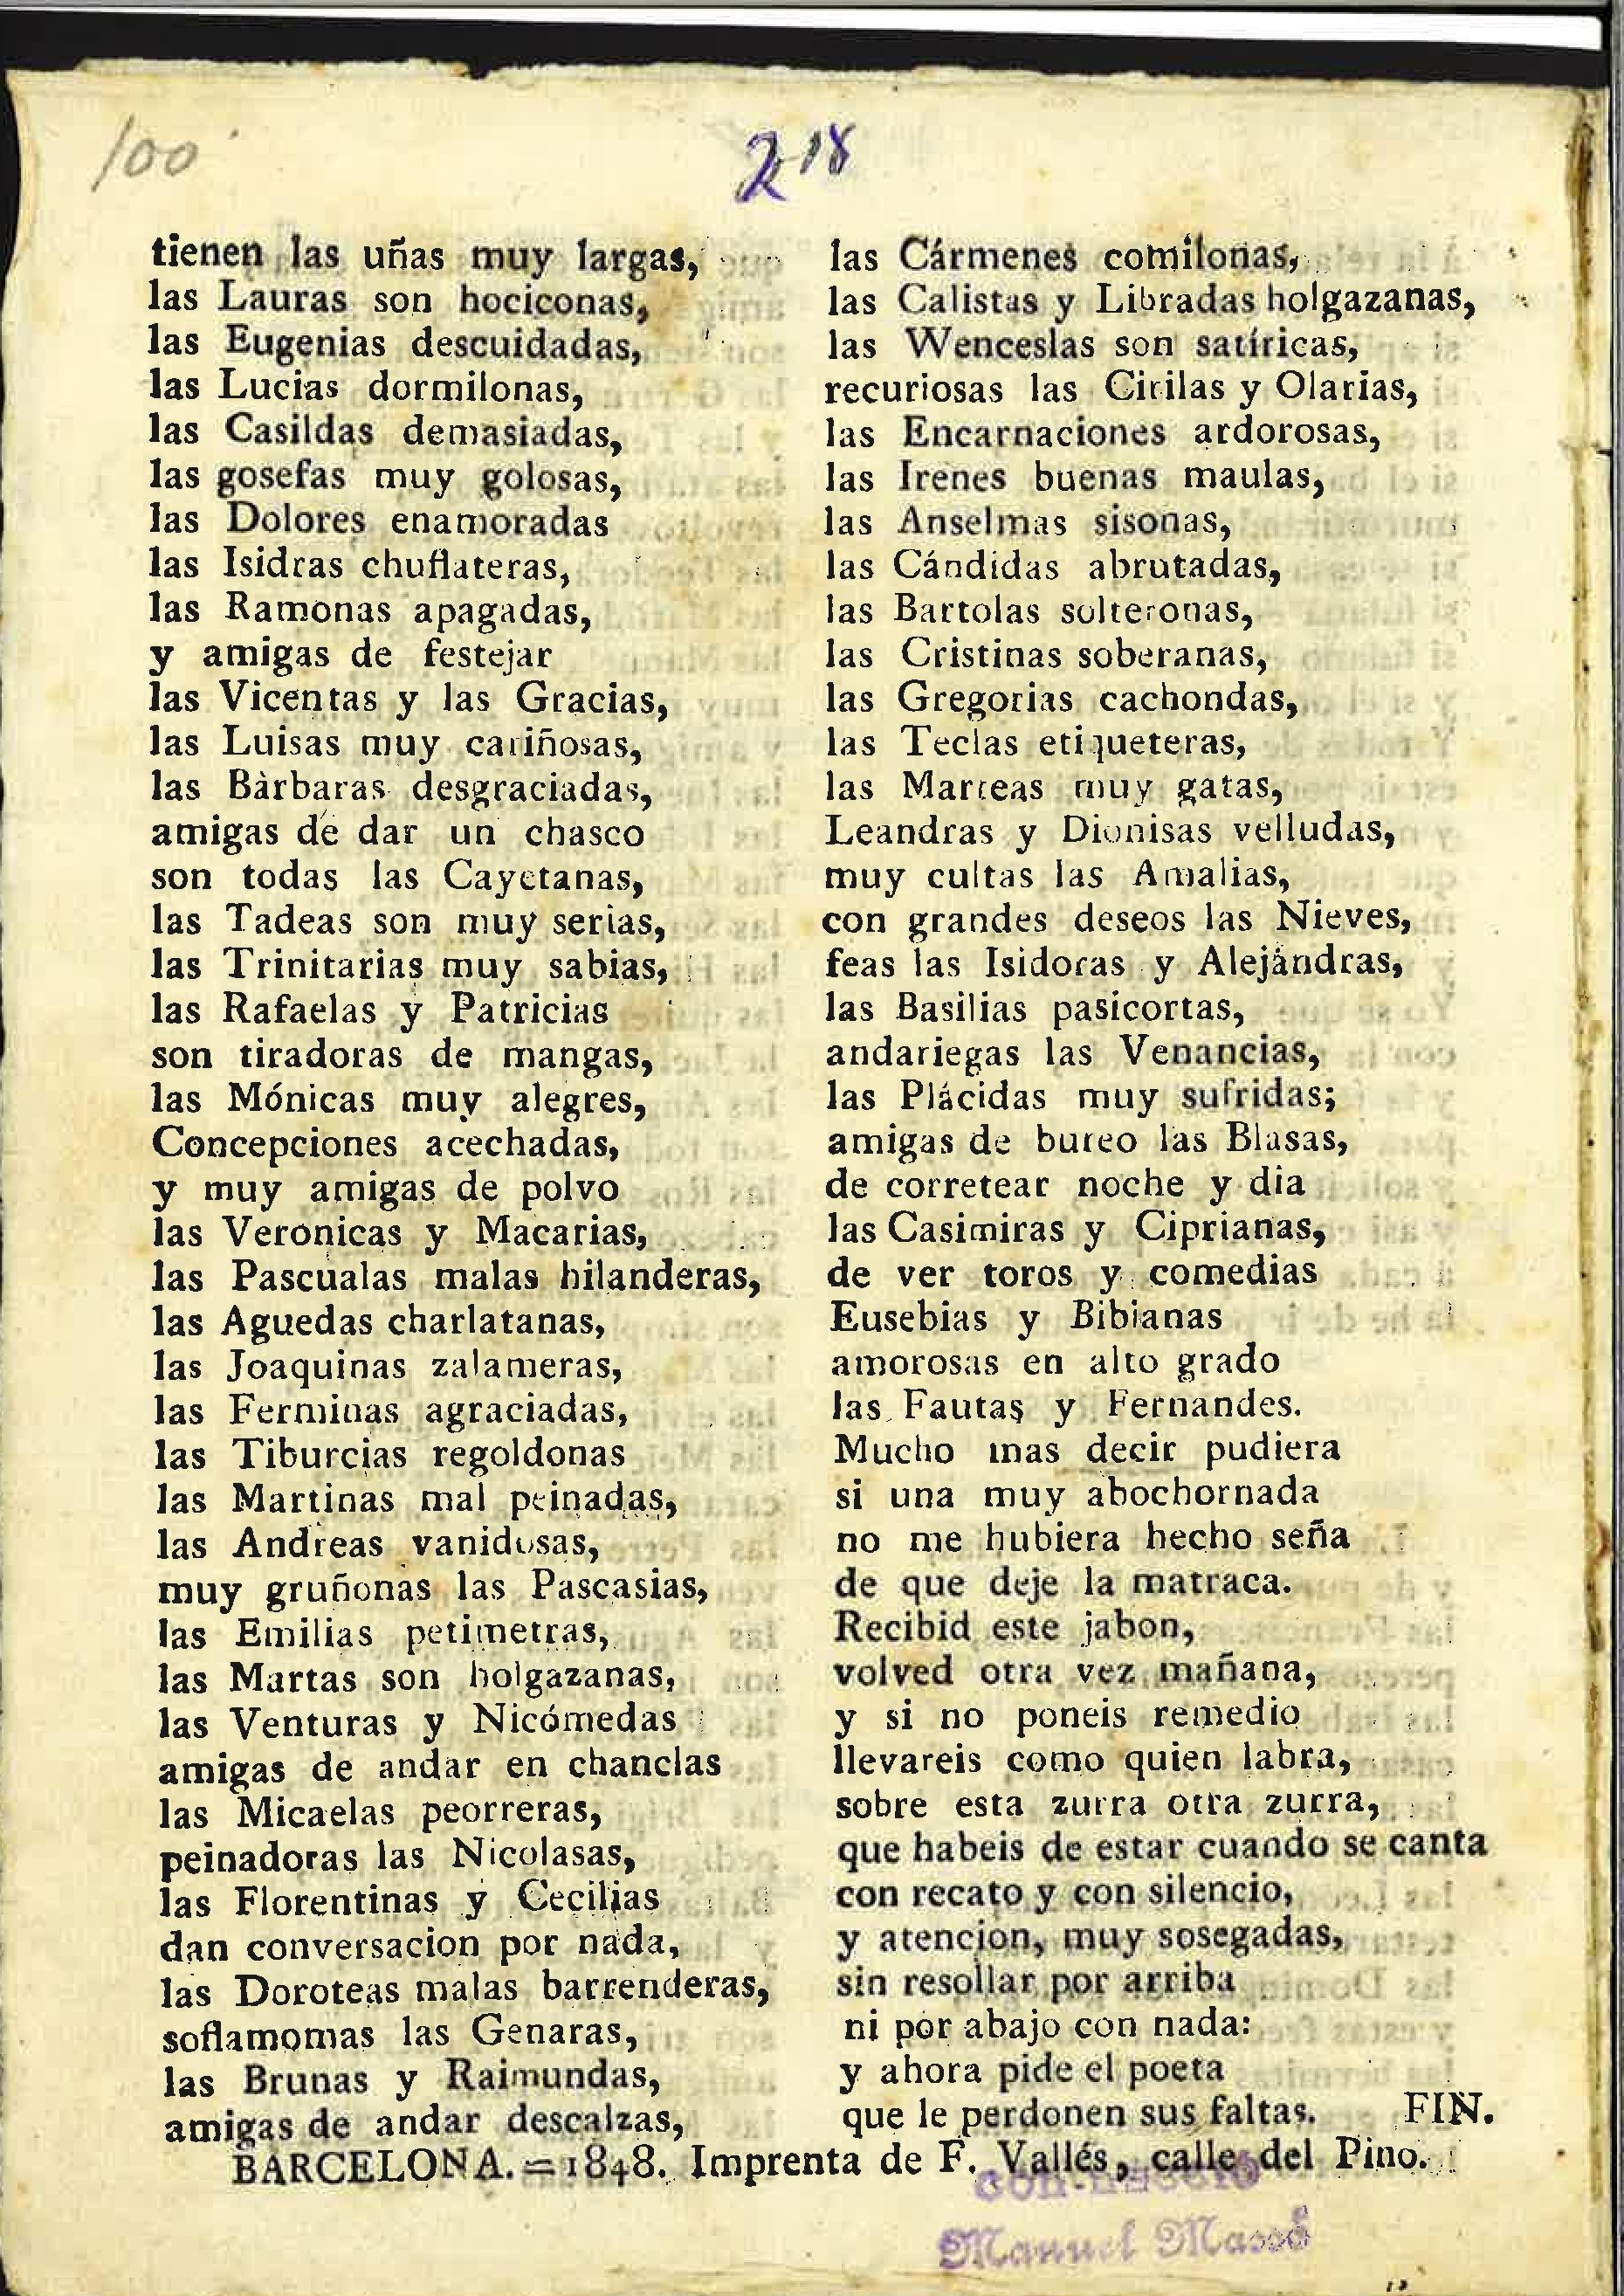 100
218
tienen las uñas muy largas,
las Lauras son hociconas,
las Eugenias descuidadas,
las Lucias dormilonas,
las Casildas demasiadas,
las gosefas muy golosas,
las Dolores enamoradas
las Isidras chuflateras,
las Ramonas apagadas,
y amigas de festejar
las Vicentas y las Gracias,
las Luisas muy cariñosas,
las Bàrbaras desgraciadas,
amigas de dar un chasco
son todas las Cayetanas,
las Tadeas son muy serias,
las Trinitarias muy sabias,
las Rafaelas y Patricias
son tiradoras de mangas,
las Mónicas muy alegres,
Concepciones acechadas,
y muy amigas de polvo
las Veronicas y Macarias,
las Pascualas malas hilanderas,
las Aguedas charlatanas,
las Joaquinas zalameras,
las Ferminas agraciadas,
las Tiburcias regoldonas
las Martinas mal peinadas,
las Andreas vanidosas,
muy gruñonas las Pascasias,
las Emilias petimetras,
las Martas son holgazanas,
las Venturas y Nicómedas
amigas de andar en chanclas
las Micaelas peorreras,
peinadoras las Nicolasas,
las Florentinas y Cecilias
dan conversacion por nada,
las Doroteas malas barrenderas,
soflamomas las Genaras,
las Brunas y Raimundas,
amigas de andar descalzas,
las Cármenes comilonas,
las Calistas y Libradas holgazanas,
las Wenceslas son satíricas,
recuriosas las Cirilas y Olarias,
las Encarnaciones ardorosas,
las Irenes buenas maulas,
las Anselmas sisonas,
las Cándidas abrutadas,
las Bartolas solteronas,
las Cristinas soberanas,
las Gregorias cachondas,
las Teclas etiqueteras,
las Marteas muy gatas,
Leandras y Dionisas velludas,
muy cultas las Amalias,
con grandes deseos las Nieves,
feas las Isidoras y Alejàndras,
las Basilias pasicortas,
andariegas las Venancias,
las Plácidas muy sufridas;
amigas de bureo las Blasas,
de corretear noche y dia
las Casimiras y Ciprianas,
de ver toros y comedias
Eusebias y Bibianas
amorosas en alto grado
las Fautas y Fernandes.
Mucho mas decir pudiera
si una muy abochornada
no me hubiera hecho seña
de que deje la matraca.
Recibid este jabon,
volved otra vez mañana,
y si no poneis remedio
llevareis como quien labra,
sobre esta zurra otra zurra,
que habeis de estar cuando se canta
con recato y con silencio,
y atencion, muy sosegadas,
sin resollar por arriba
ni por abajo con nada:
y ahora pide el poeta
que le perdonen sus faltas. FIN.
BARCELONA.=1848. Imprenta de F. Vallés, calle del Pino.
Manuel Massó